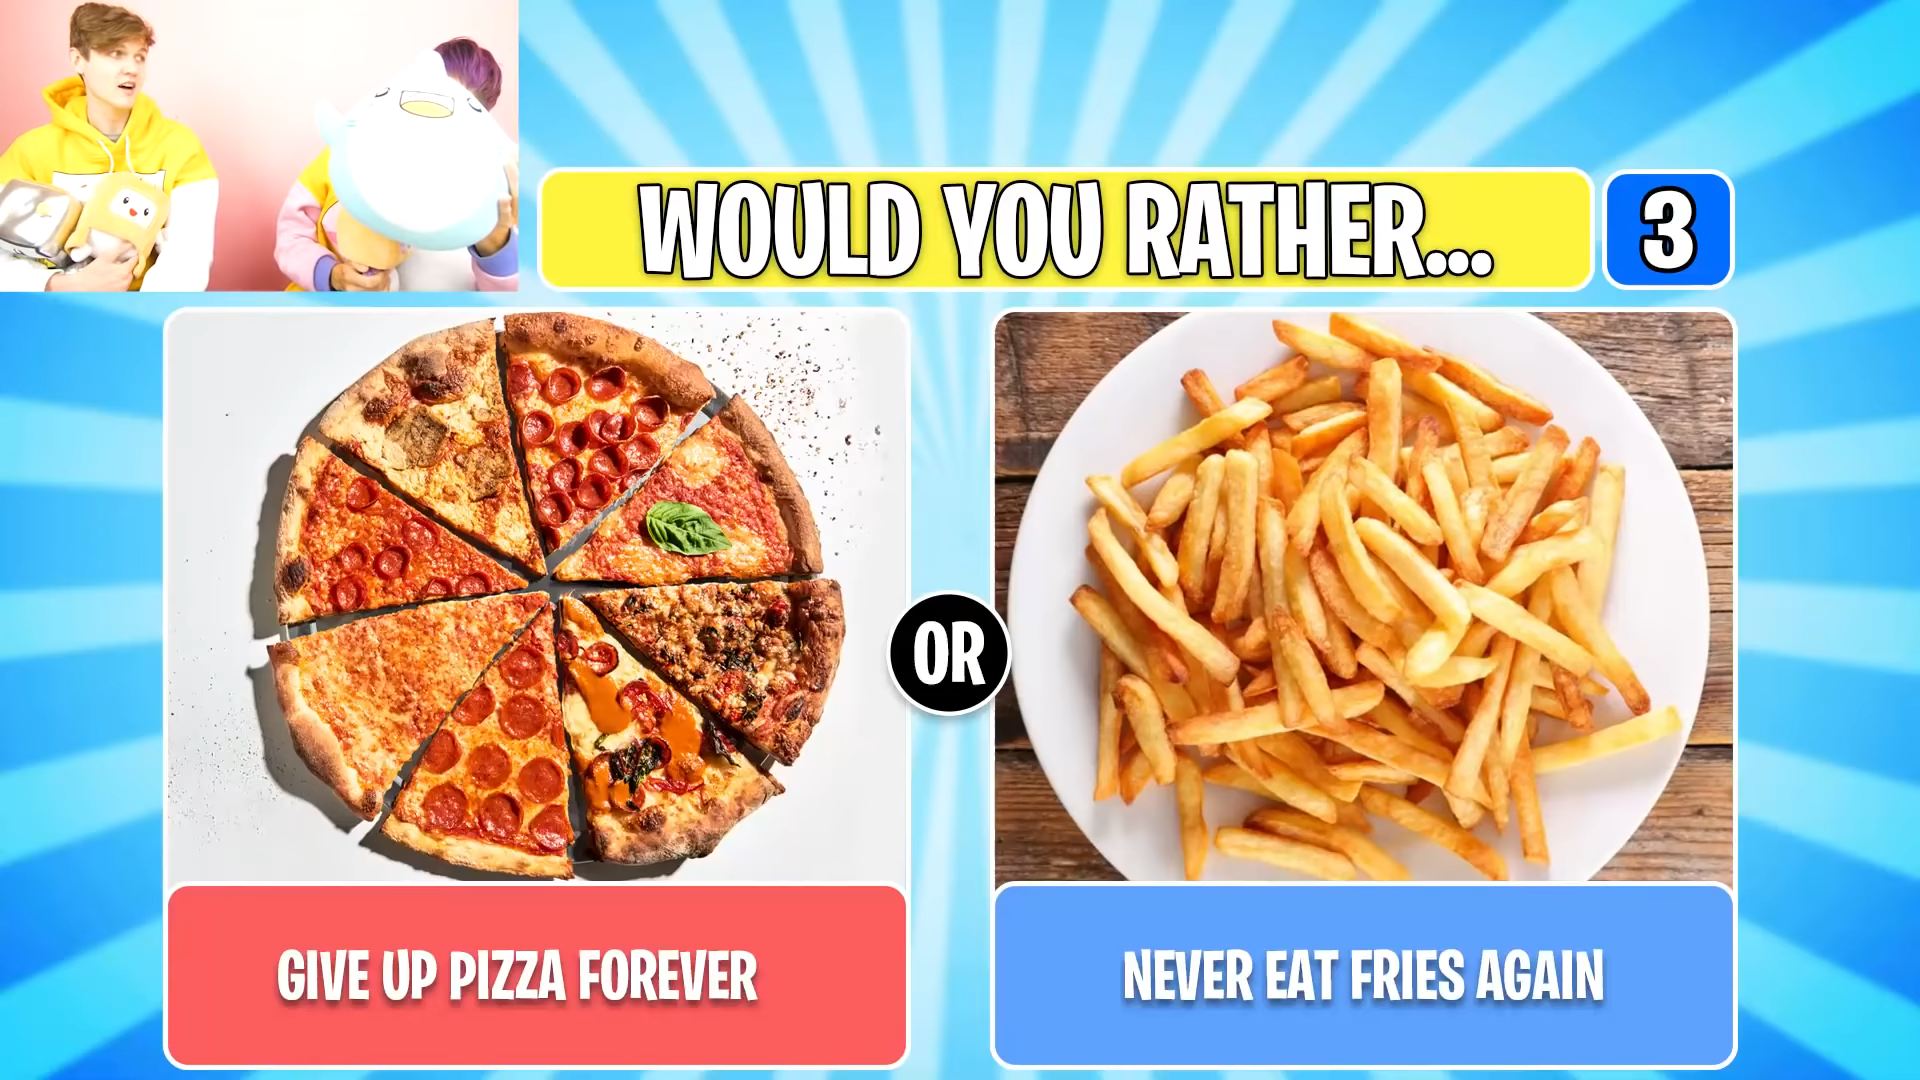 WOULD YOU RATHER...
3
OR
GIVE UP PIZZA FOREVER
NEVER EAT FRIES AGAIN